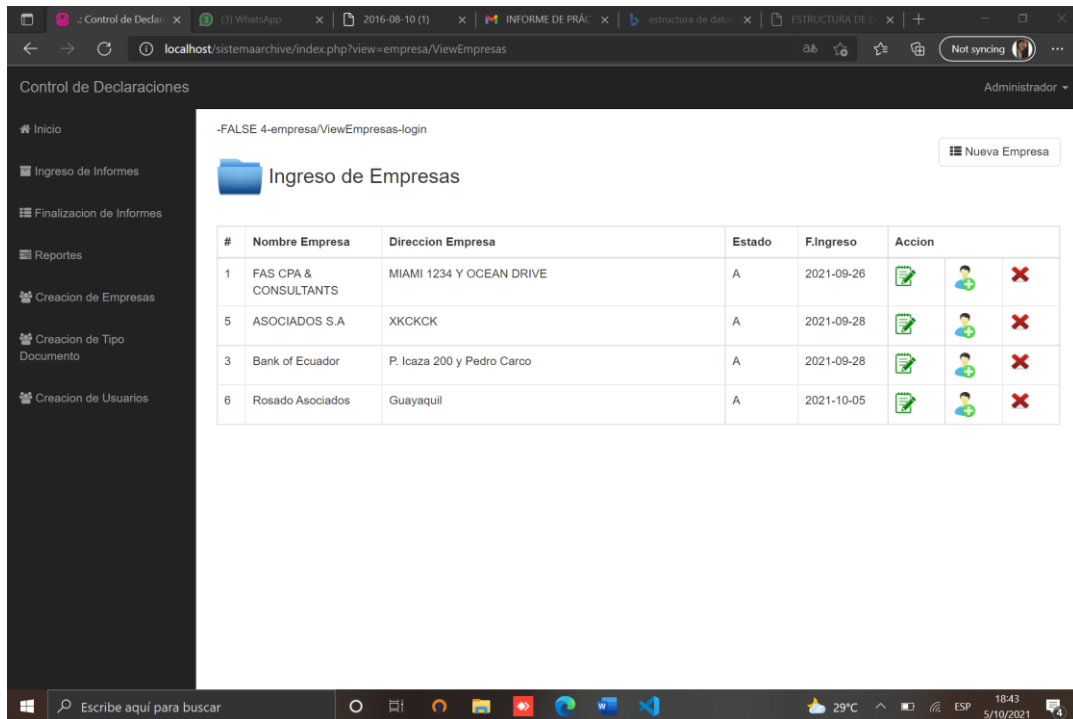 .: Control de Declar
(3) WhatsApp
2016-08-10 (1)
INFORME DE PRÁC
estructura de dato
ESTRUCTURA DE D
localhost/sistemaarchive/index.php?view=empresa/ViewEmpresas
Not syncing
Control de Declaraciones
Administrador
Inicio
Ingreso de Informes
Finalizacion de Informes
Reportes
Creacion de Empresas
Creacion de Tipo
Documento
Creacion de Usuarios
-FALSE 4-empresa/ViewEmpresas-login
Nueva Empresa
Ingreso de Empresas
# Nombre Empresa Direccion Empresa Estado F.Ingreso Accion
1 FAS CPA & MIAMI 1234 Y OCEAN DRIVE A 2021-09-26
CONSULTANTS
5 ASOCIADOS S.A XKCKCK A 2021-09-28
3 Bank of Ecuador P. Icaza 200 y Pedro Carco A 2021-09-28
6 Rosado Asociados Guayaquil A 2021-10-05
Escribe aquí para buscar
29°C
ESP
18:43
5/10/2021
4